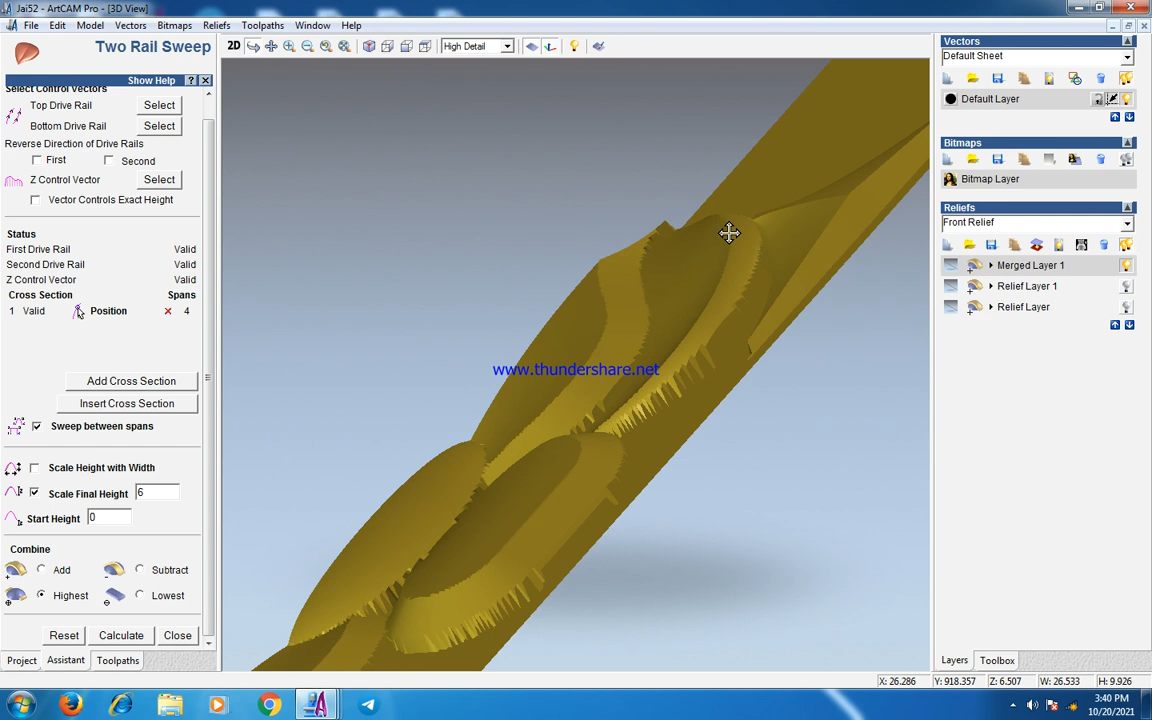 Jai52 - ArtCAM Pro - [3D View]
File Edit Model Vectors Bitmaps Reliefs Toolpaths Window Help
Two Rail Sweep
Show Help ? X
Select Control Vectors
Top Drive Rail Select
Bottom Drive Rail Select
Reverse Direction of Drive Rails
First Second
Z Control Vector Select
Vector Controls Exact Height
Status
First Drive Rail Valid
Second Drive Rail Valid
Z Control Vector Valid
Cross Section Spans
1 Valid Position 4
Add Cross Section
Insert Cross Section
Sweep between spans
Scale Height with Width
Scale Final Height 6
Start Height 0
Combine
Add Subtract
Highest Lowest
Reset Calculate Close
Project Assistant Toolpaths
2D High Detail
www.thundershare.net
Vectors
Default Sheet
Default Layer
Bitmaps
Bitmap Layer
Reliefs
Front Relief
Merged Layer 1
Relief Layer 1
Relief Layer
Layers Toolbox
X: 26.286 Y: 918.357 Z: 6.507 W: 26.533 H: 9.926
3:40 PM
10/20/2021